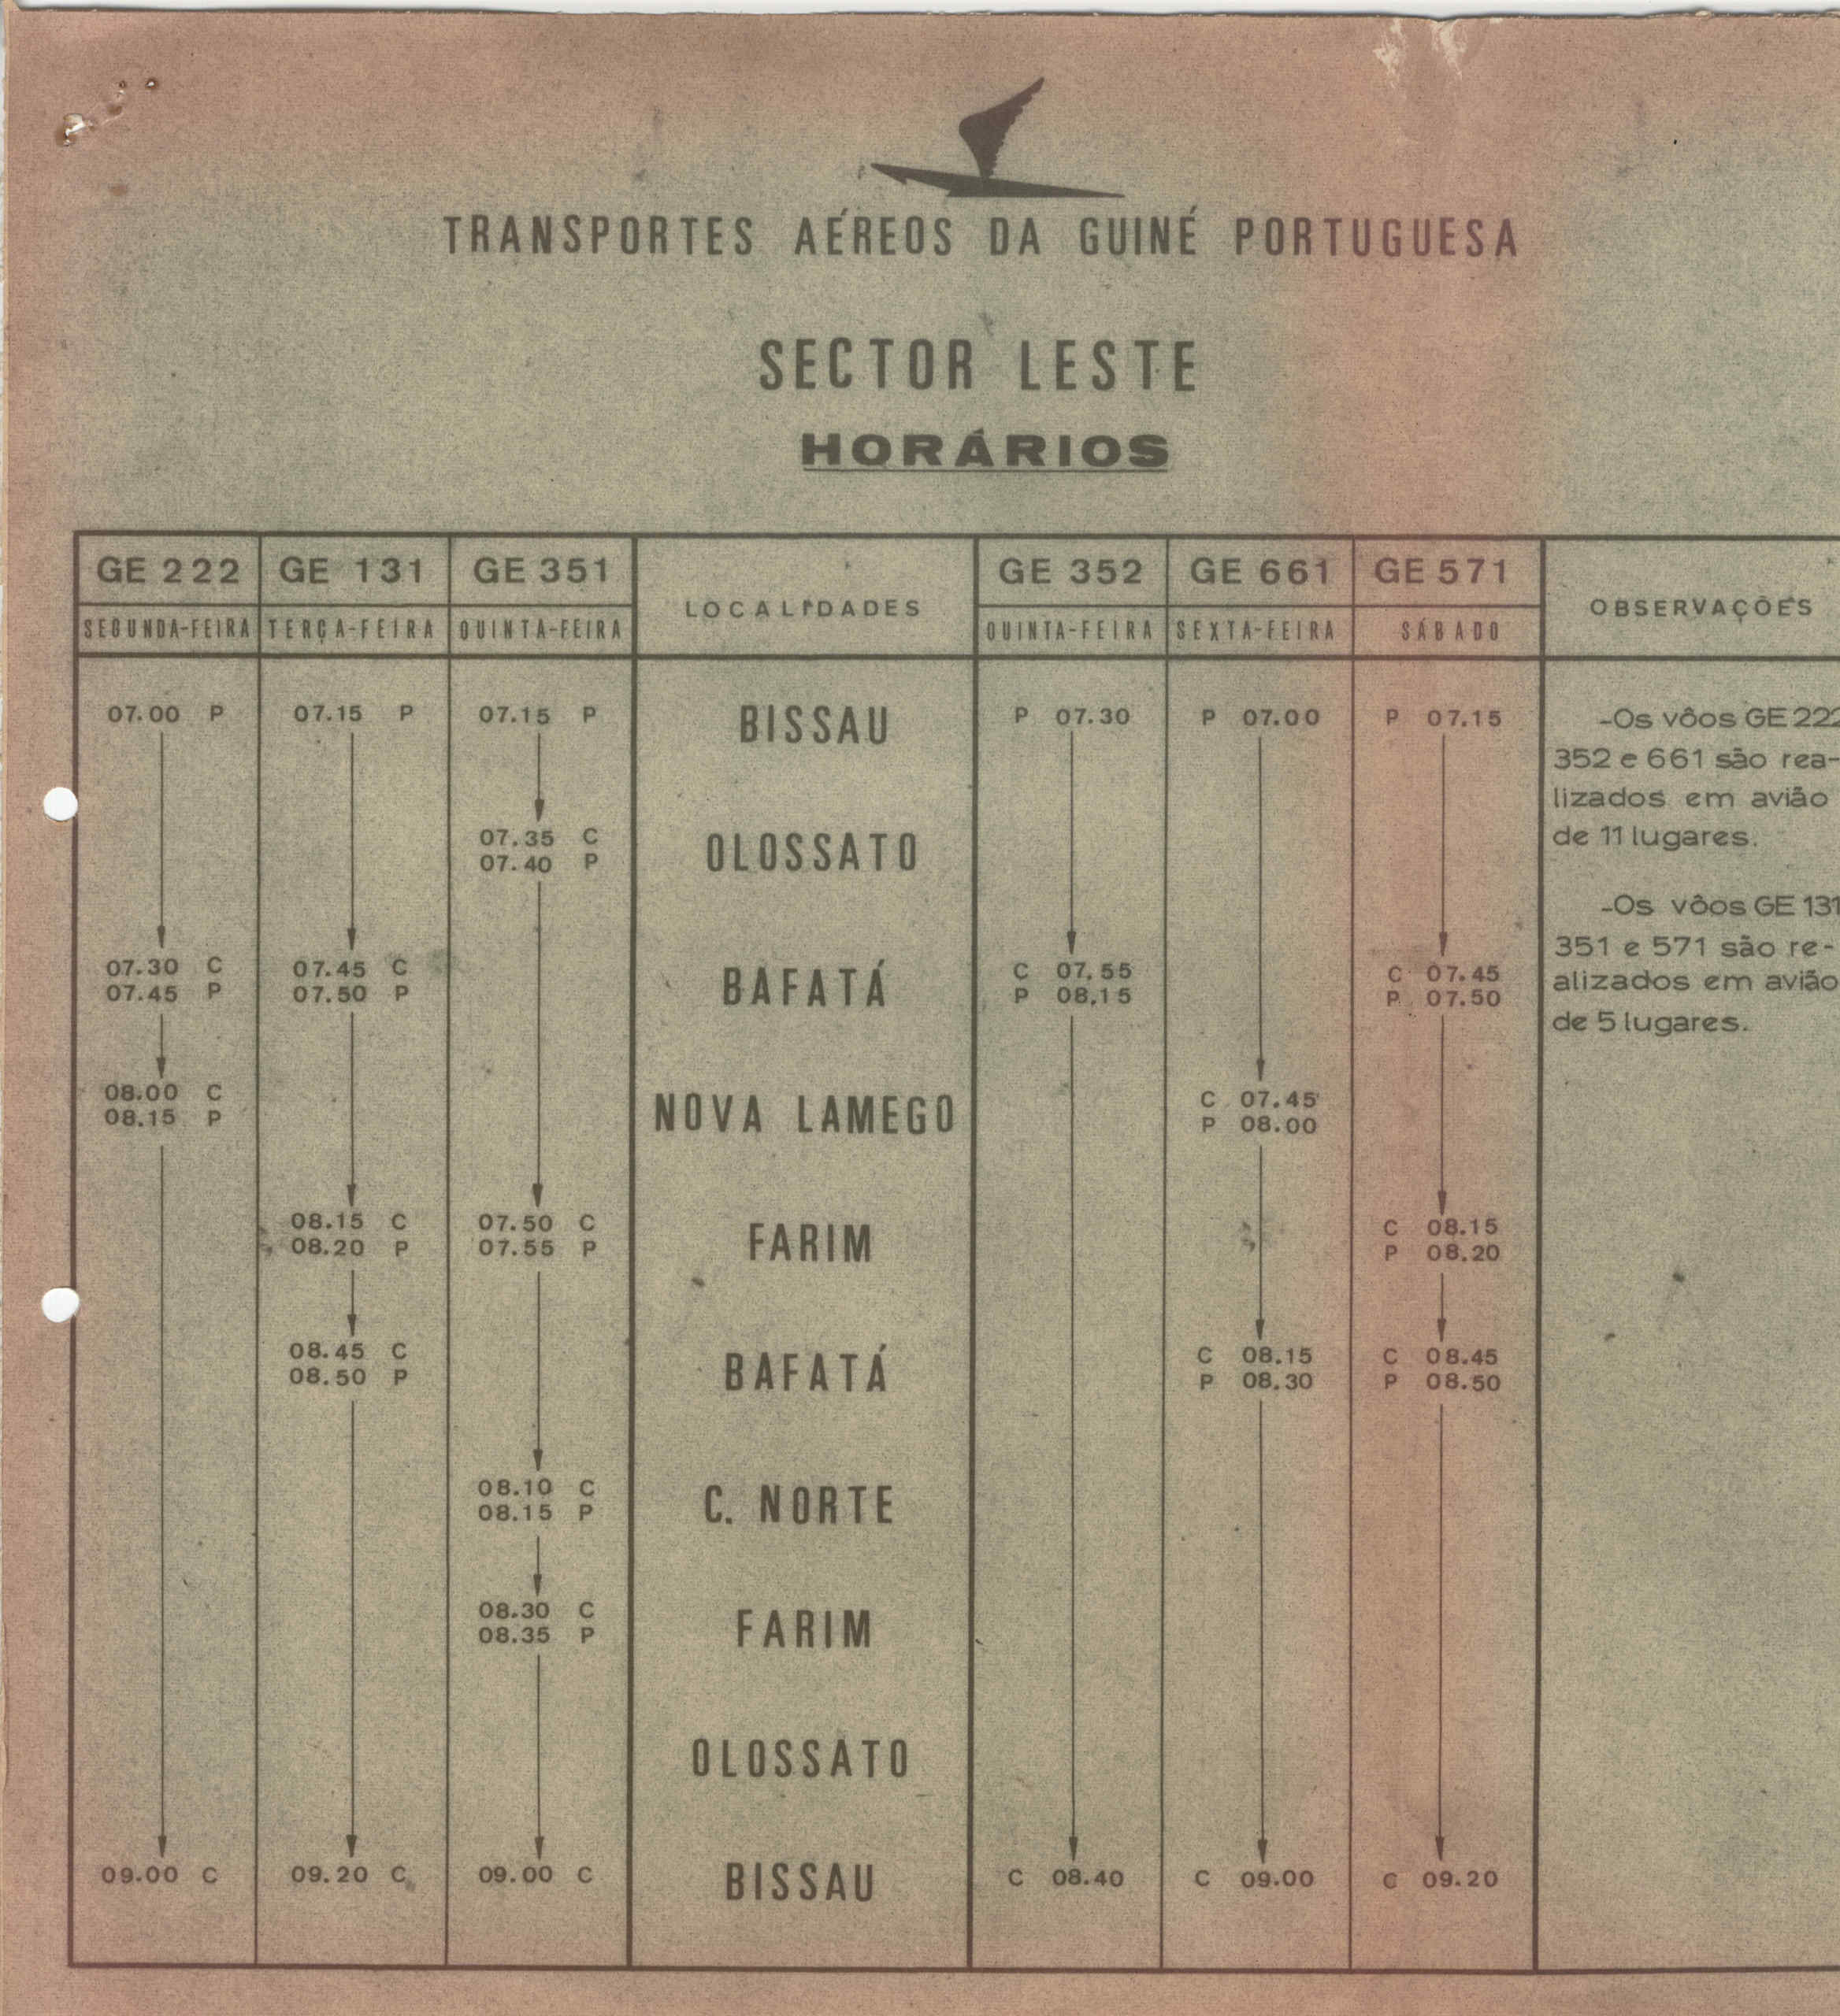 TRANSPORTES AÉREOS DA GUINÉ PORTUGUESA
SECTOR LESTE
HORÁRIOS
GE 222 GE 131 GE 351 LOCALIDADES GE 352 GE 661 GE 571 OBSERVAÇÕES
SEGUNDA-FEIRA TERÇA-FEIRA QUINTA-FEIRA QUINTA-FEIRA SEXTA-FEIRA SÁBADO
07.00 P 07.15 P 07.15 P BISSAU P 07.30 P 07.00 P 07.15
07.35 C
07.40 P
OLOSSATO
07.30 C 07.45 C BAFATÁ C 07.55 C 07.45
07.45 P 07.50 P P 08.15 P 07.50
08.00 C NOVA LAMEGO C 07.45
08.15 P P 08.00
08.15 C 07.50 C FARIM C 08.15
08.20 P 07.55 P P 08.20
08.45 C BAFATÁ C 08.15 C 08.45
08.50 P P 08.30 P 08.50
08.10 C C. NORTE
08.15 P
08.30 C FARIM
08.35 P
OLOSSATO
09.00 C 09.20 C 09.00 C BISSAU C 08.40 C 09.00 C 09.20
-Os vôos GE 222
352 e 661 são rea-
lizados em avião
de 11 lugares.
-Os vôos GE 131
351 e 571 são re-
alizados em avião
de 5 lugares.